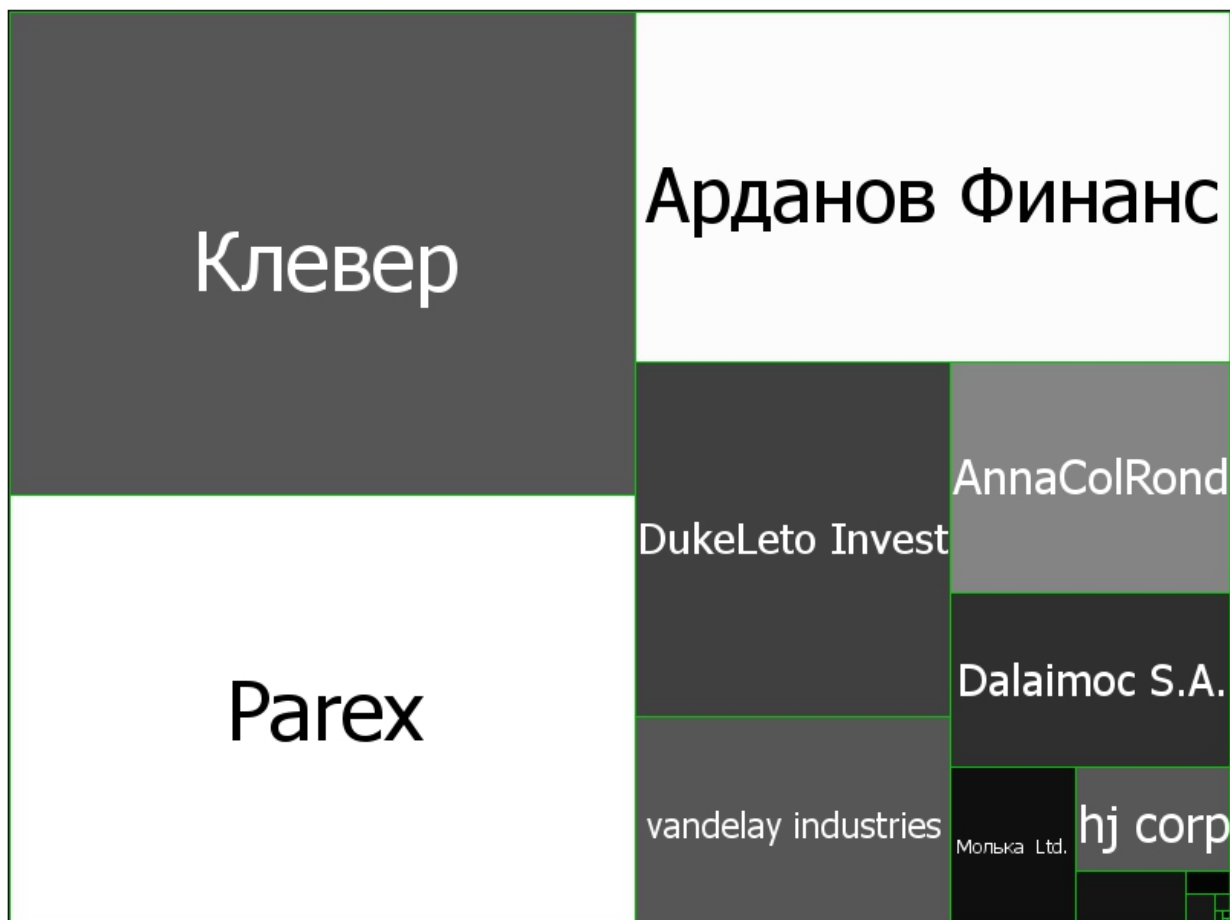 Клевер
Арданов Финанс
Parex
DukeLeto Invest
AnnaColRond
Dalaimoc S.A.
vandelay industries
Молька Ltd.
hj corp